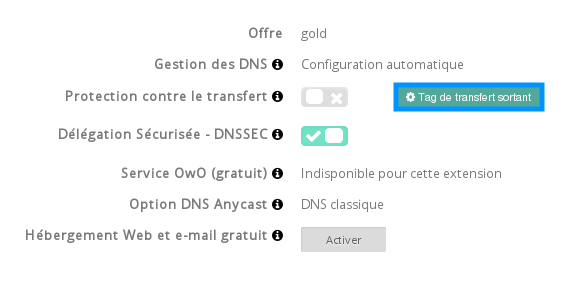 Offre gold
Gestion des DNS Configuration automatique
Protection contre le transfert Tag de transfert sortant
Délégation Sécurisée - DNSSEC
Service OwO (gratuit) Indisponible pour cette extension
Option DNS Anycast DNS classique
Hébergement Web et e-mail gratuit Activer